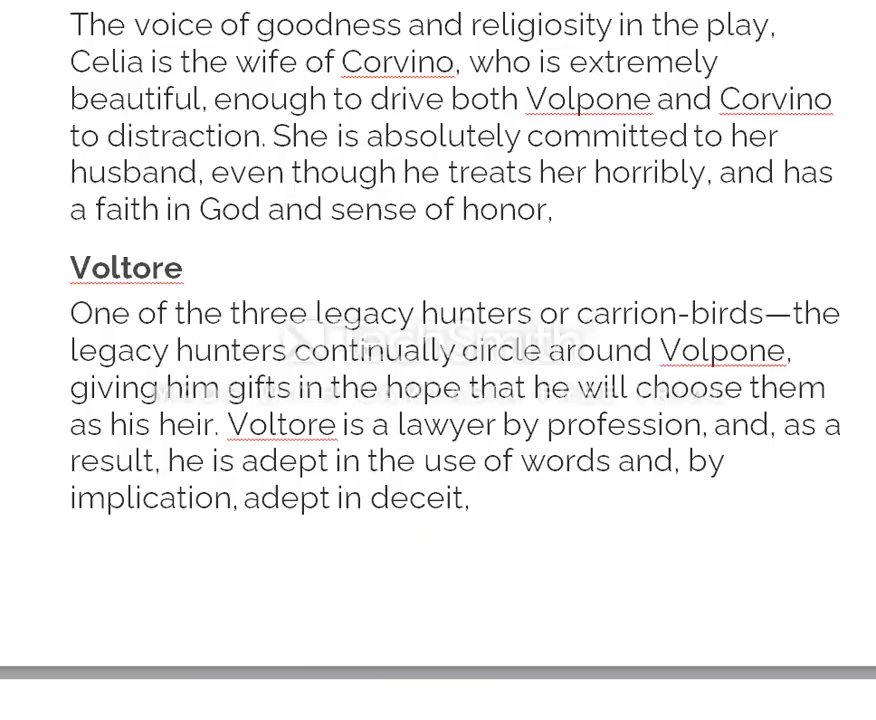 The voice of goodness and religiosity in the play,
Celia is the wife of Corvino, who is extremely
beautiful, enough to drive both Volpone and Corvino
to distraction. She is absolutely committed to her
husband, even though he treats her horribly, and has
a faith in God and sense of honor,
Voltore
One of the three legacy hunters or carrion-birds—the
legacy hunters continually circle around Volpone,
giving him gifts in the hope that he will choose them
as his heir. Voltore is a lawyer by profession, and, as a
result, he is adept in the use of words and, by
implication, adept in deceit,
TechSmith